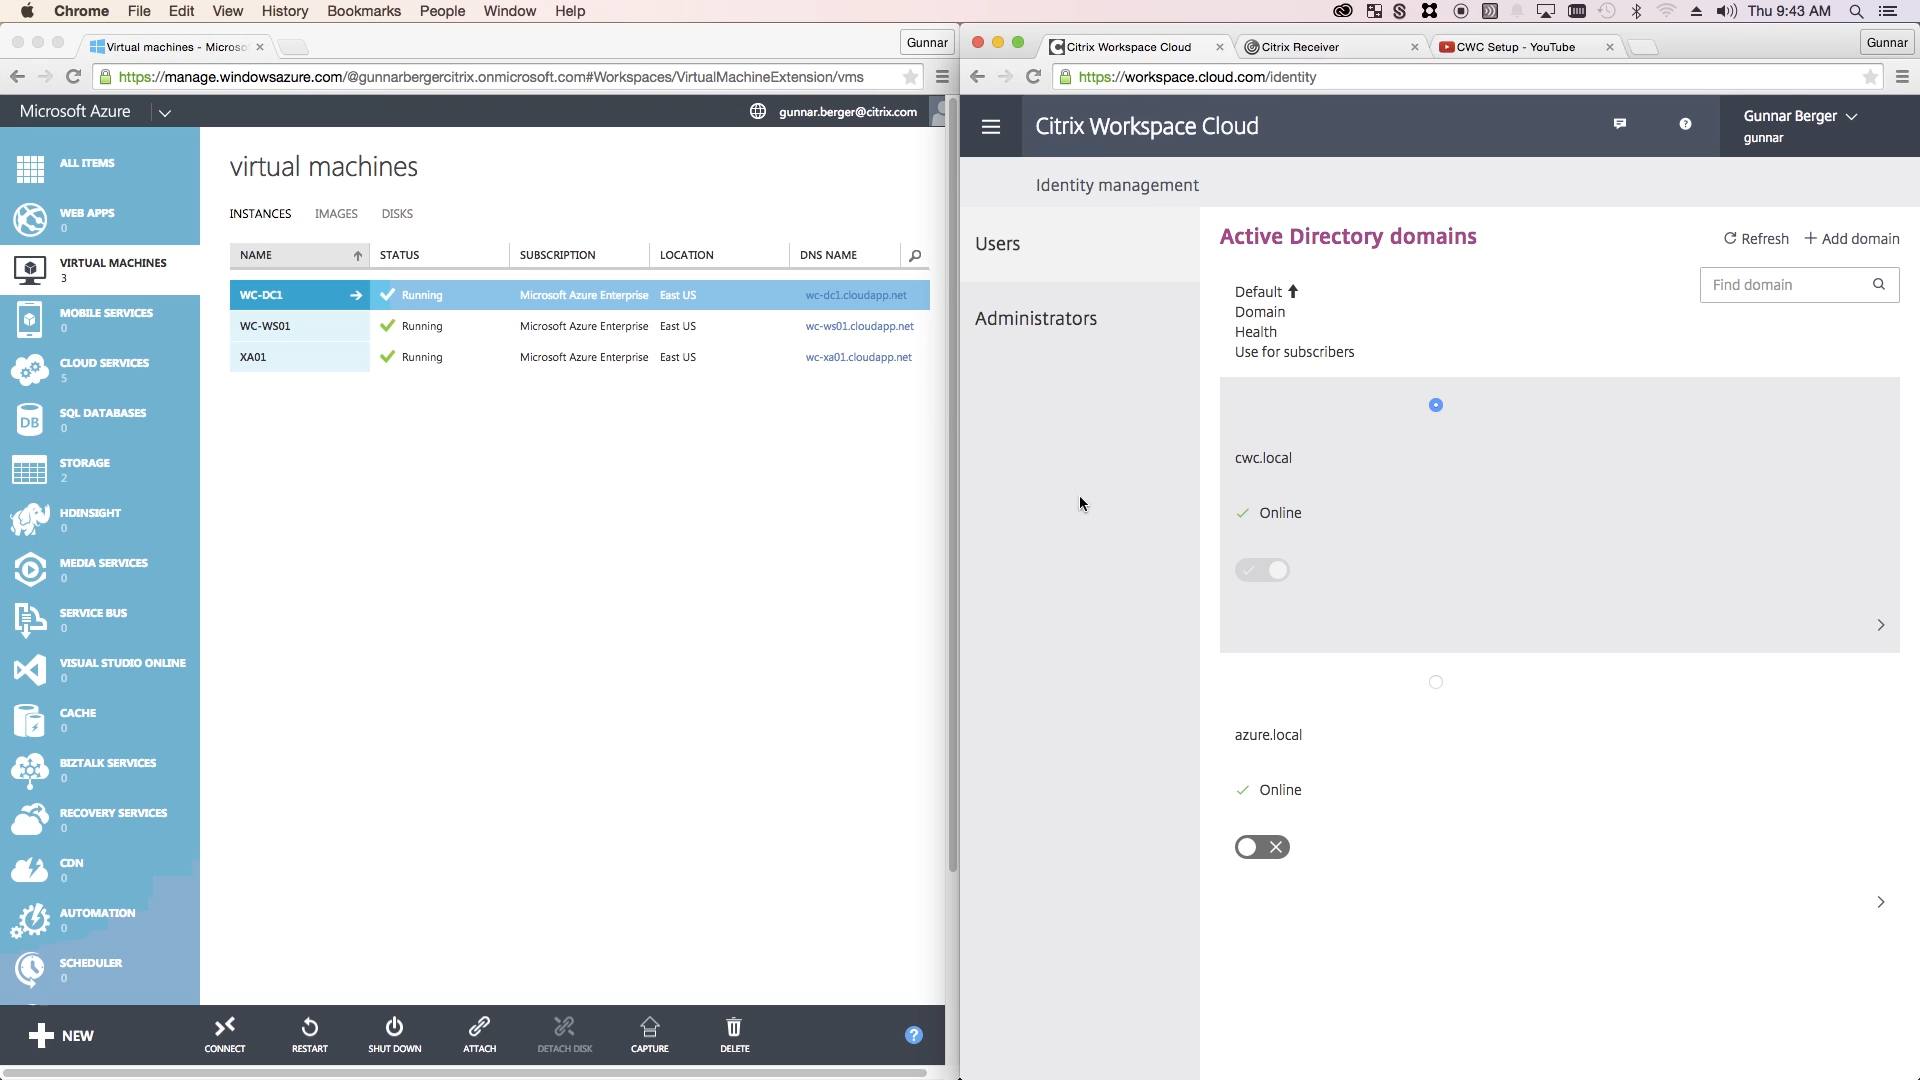 Chrome File Edit View History Bookmarks People Window Help
Thu 9:43 AM
Virtual machines - Microso
Gunnar
https://manage.windowsazure.com/@gunnarbergercitrix.onmicrosoft.com#Workspaces/VirtualMachineExtension/vms
Microsoft Azure
gunnar.berger@citrix.com
ALL ITEMS
WEB APPS
0
VIRTUAL MACHINES
3
MOBILE SERVICES
0
CLOUD SERVICES
5
SQL DATABASES
0
DB
STORAGE
2
HDINSIGHT
0
MEDIA SERVICES
0
SERVICE BUS
0
VISUAL STUDIO ONLINE
0
CACHE
0
BIZTALK SERVICES
0
RECOVERY SERVICES
0
CDN
0
AUTOMATION
0
SCHEDULER
0
virtual machines
INSTANCES IMAGES DISKS
NAME STATUS SUBSCRIPTION LOCATION DNS NAME
WC-DC1 Running Microsoft Azure Enterprise East US wc-dc1.cloudapp.net
WC-WS01 Running Microsoft Azure Enterprise East US wc-ws01.cloudapp.net
XA01 Running Microsoft Azure Enterprise East US wc-xa01.cloudapp.net
NEW
CONNECT RESTART SHUT DOWN ATTACH DETACH DISK CAPTURE DELETE
?
Citrix Workspace Cloud
Citrix Receiver
CWC Setup - YouTube
Gunnar
https://workspace.cloud.com/identity
Citrix Workspace Cloud
?
Gunnar Berger
gunnar
Identity management
Users
Administrators
Active Directory domains
Refresh
Add domain
Find domain
Default
Domain
Health
Use for subscribers
cwc.local
Online
azure.local
Online